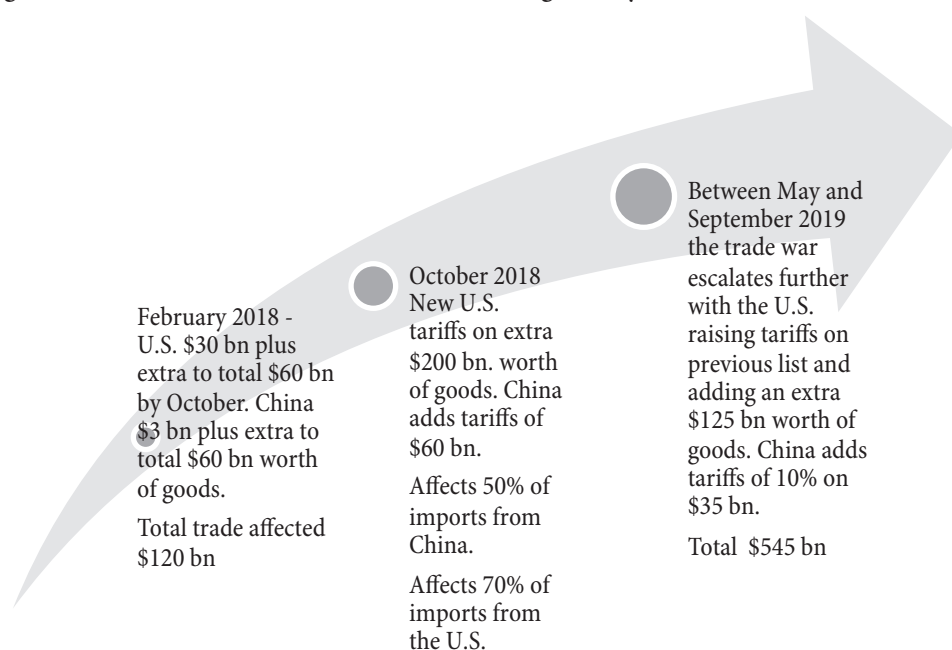 February 2018 -
U.S. $30 bn plus
extra to total $60 bn
by October. China
$3 bn plus extra to
total $60 bn worth
of goods.
Total trade affected
$120 bn
October 2018
New U.S.
tariffs on extra
$200 bn. worth
of goods. China
adds tariffs of
$60 bn.
Affects 50% of
imports from
China.
Affects 70% of
imports from
the U.S.
Between May and
September 2019
the trade war
escalates further
with the U.S.
raising tariffs on
previous list and
adding an extra
$125 bn worth of
goods. China adds
tariffs of 10% on
$35 bn.
Total $545 bn